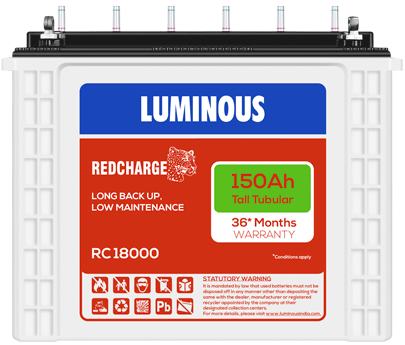 LUMINOUS
REDCHARGE
LONG BACK UP,
LOW MAINTENANCE
RC 18000
150Ah
Tall Tubular
36* Months
WARRANTY
*Conditions apply
STATUTORY WARNING
It is mandated by law that used batteries must not be
disposed off in any manner other than depositing the
same with the dealer, manufacturer or registered
recycler appointed by the company at their
designated collection centers.
For more details, please visit www.luminousindia.com.
Pb